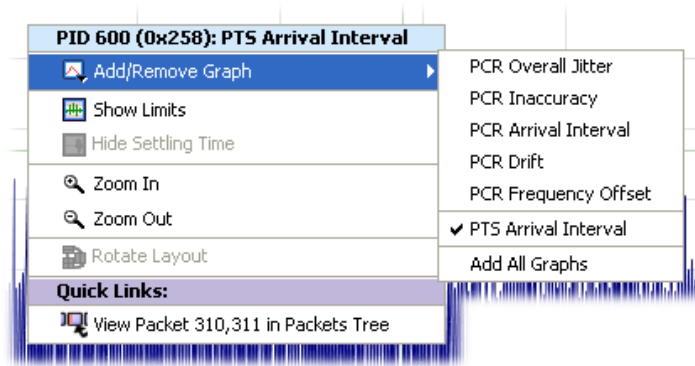 PID 600 (0x258): PTS Arrival Interval
Add/Remove Graph
Show Limits
Hide Settling Time
Zoom In
Zoom Out
Rotate Layout
Quick Links:
View Packet 310,311 in Packets Tree
PCR Overall Jitter
PCR Inaccuracy
PCR Arrival Interval
PCR Drift
PCR Frequency Offset
PTS Arrival Interval
Add All Graphs